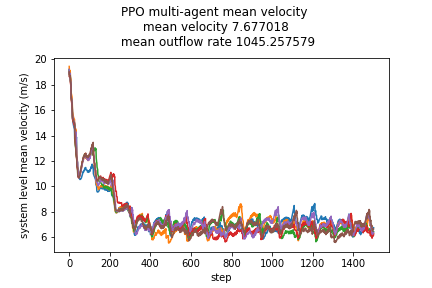 PPO multi-agent mean velocity
mean velocity 7.677018
mean outflow rate 1045.257579
system level mean velocity (m/s)
20
18
16
14
12
10
8
6
0 200 400 600 800 1000 1200 1400
step